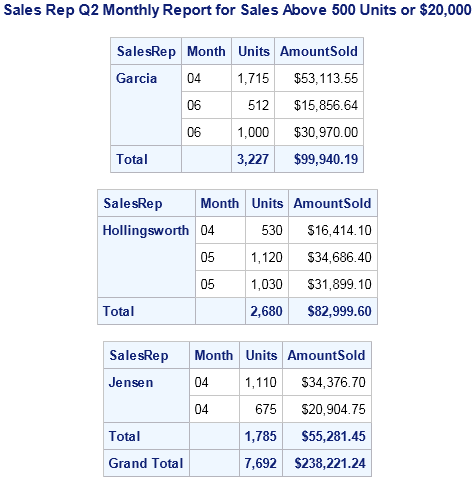 Sales Rep Q2 Monthly Report for Sales Above 500 Units or $20,000
SalesRep Month Units AmountSold
Garcia 04 1,715 $53,113.55
06 512 $15,856.64
06 1,000 $30,970.00
Total 3,227 $99,940.19
SalesRep Month Units AmountSold
Hollingsworth 04 530 $16,414.10
05 1,120 $34,686.40
05 1,030 $31,899.10
Total 2,680 $82,999.60
SalesRep Month Units AmountSold
Jensen 04 1,110 $34,376.70
04 675 $20,904.75
Total 1,785 $55,281.45
Grand Total 7,692 $238,221.24